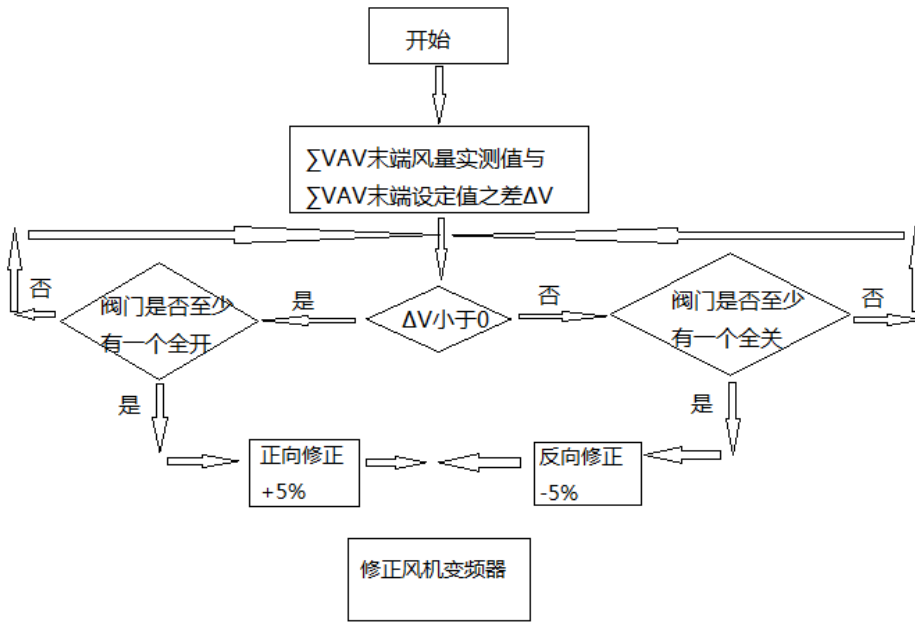 开始
∑VAV末端风量实测值与
∑VAV末端设定值之差ΔV
否
阀门是否至少
有一个全开
是
ΔV小于0
否
阀门是否至少
有一个全关
否
是
是
正向修正
+5%
反向修正
-5%
修正风机变频器